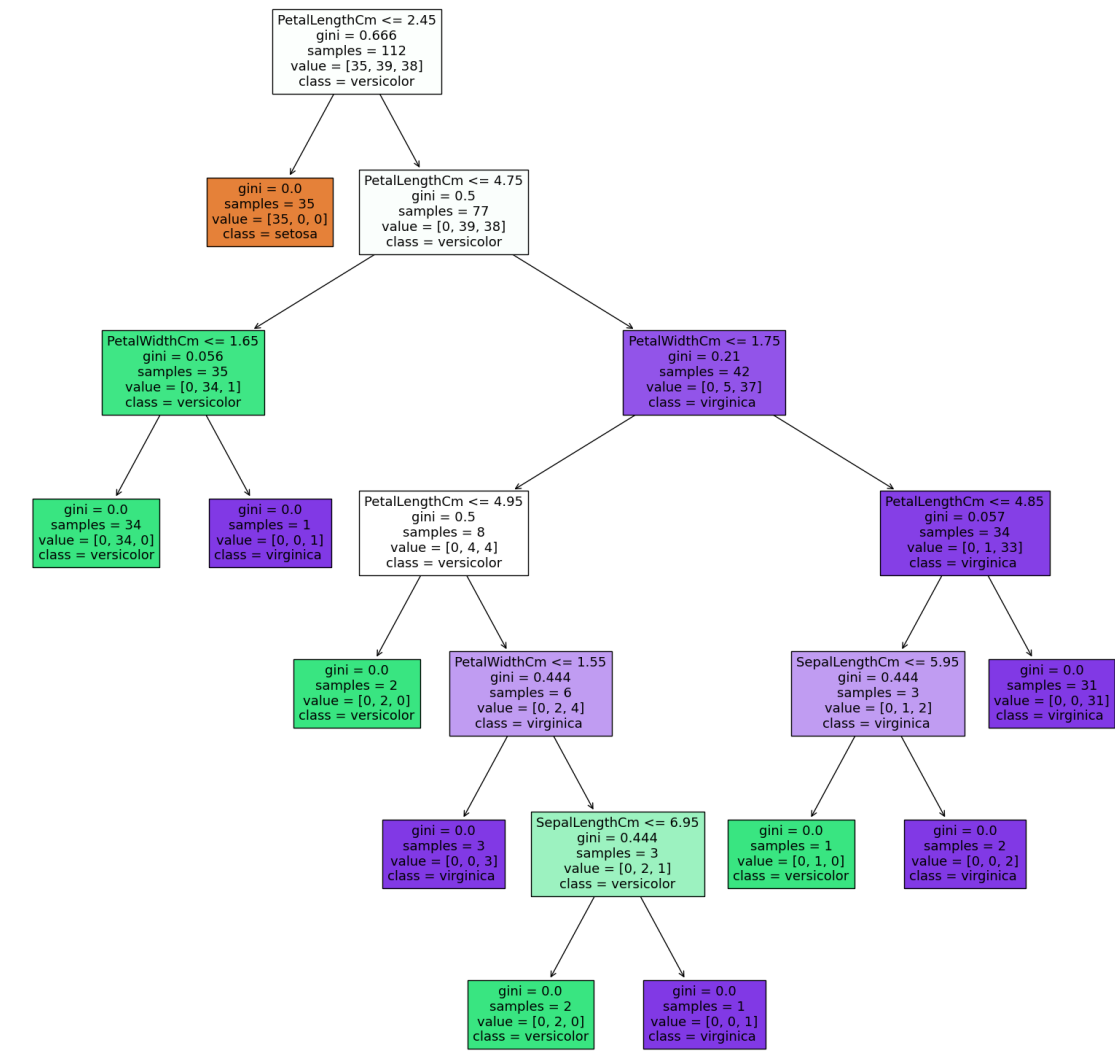 PetalLengthCm <= 2.45
gini = 0.666
samples = 112
value = [35, 39, 38]
class = versicolor
gini = 0.0
samples = 35
value = [35, 0, 0]
class = setosa
PetalLengthCm <= 4.75
gini = 0.5
samples = 77
value = [0, 39, 38]
class = versicolor
PetalWidthCm <= 1.65
gini = 0.056
samples = 35
value = [0, 34, 1]
class = versicolor
PetalWidthCm <= 1.75
gini = 0.21
samples = 42
value = [0, 5, 37]
class = virginica
gini = 0.0
samples = 34
value = [0, 34, 0]
class = versicolor
gini = 0.0
samples = 1
value = [0, 0, 1]
class = virginica
PetalLengthCm <= 4.95
gini = 0.5
samples = 8
value = [0, 4, 4]
class = versicolor
PetalLengthCm <= 4.85
gini = 0.057
samples = 34
value = [0, 1, 33]
class = virginica
gini = 0.0
samples = 2
value = [0, 2, 0]
class = versicolor
PetalWidthCm <= 1.55
gini = 0.444
samples = 6
value = [0, 2, 4]
class = virginica
SepalLengthCm <= 5.95
gini = 0.444
samples = 3
value = [0, 1, 2]
class = virginica
gini = 0.0
samples = 31
value = [0, 0, 31]
class = virginica
gini = 0.0
samples = 3
value = [0, 0, 3]
class = virginica
SepalLengthCm <= 6.95
gini = 0.444
samples = 3
value = [0, 2, 1]
class = versicolor
gini = 0.0
samples = 1
value = [0, 1, 0]
class = versicolor
gini = 0.0
samples = 2
value = [0, 0, 2]
class = virginica
gini = 0.0
samples = 2
value = [0, 2, 0]
class = versicolor
gini = 0.0
samples = 1
value = [0, 0, 1]
class = virginica